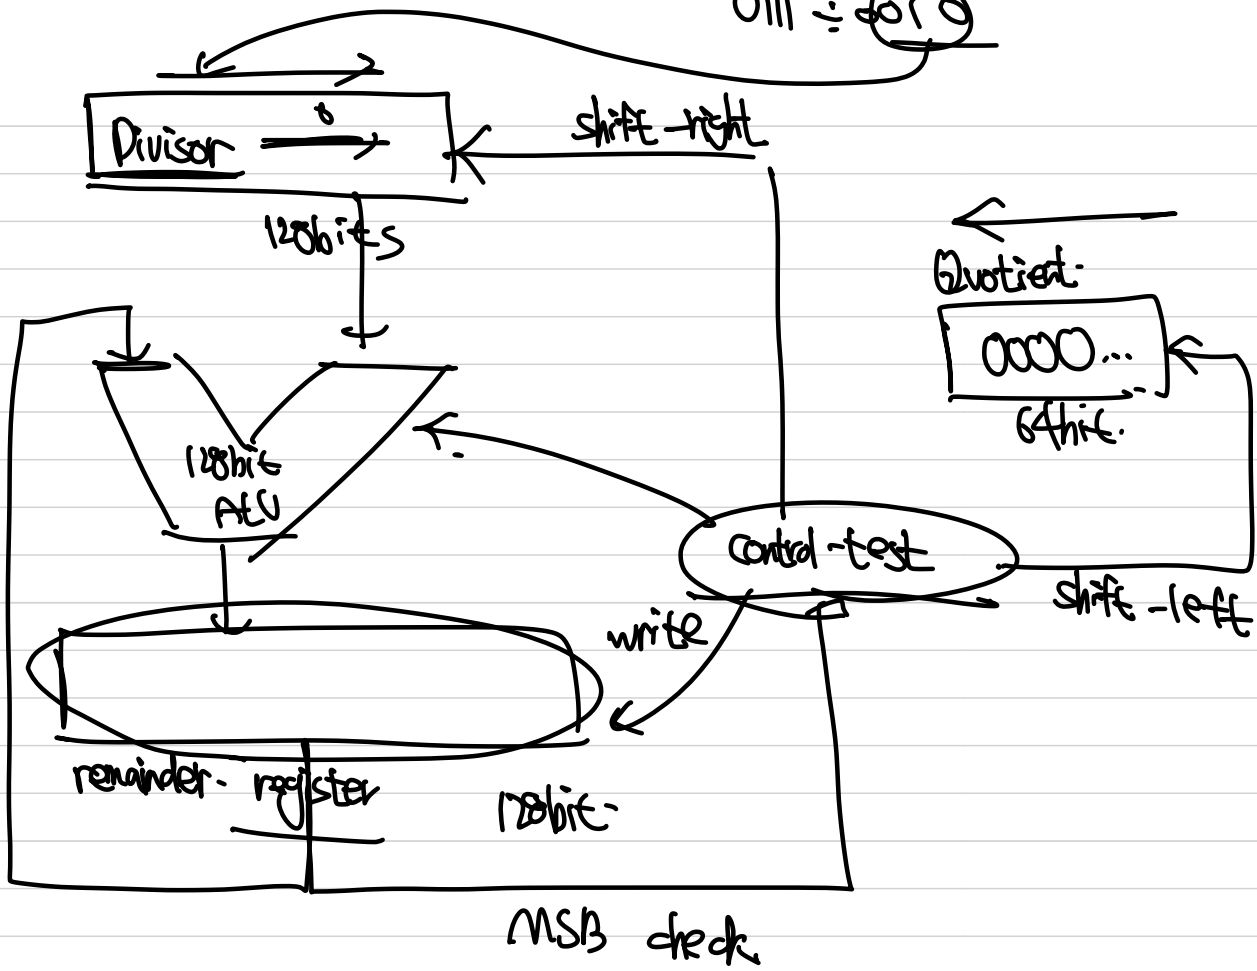 shift-right
Divisor
128bits
Quotient.
0000...
64bit.
128bit
ALU
control-test
shift-left
write
remainder. register
128bit.
MSB check